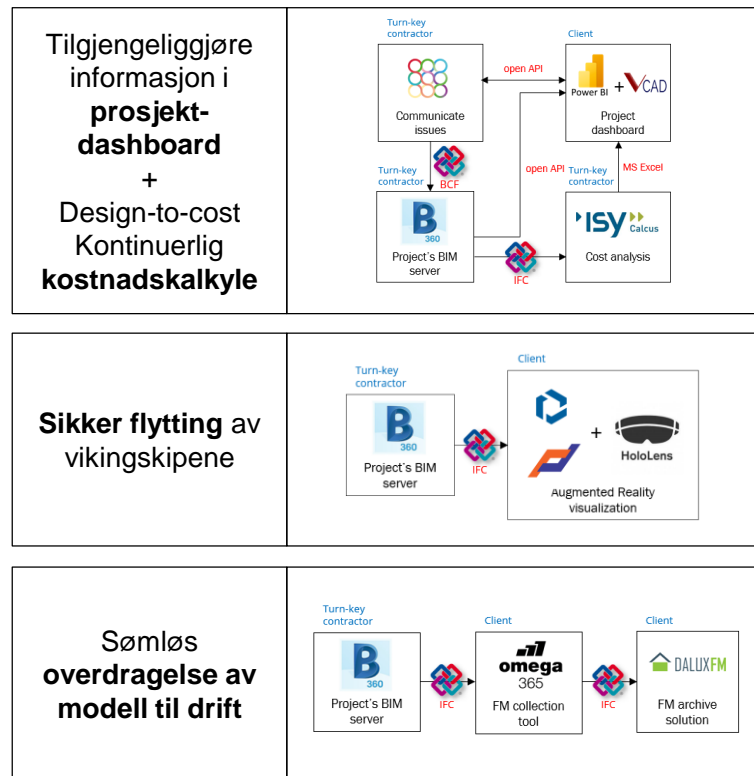 Tilgjengeliggjøre
informasjon i
prosjekt-
dashboard
+
Design-to-cost
Kontinuerlig
kostnadskalkyle
Turn-key
contractor
Communicate
issues
open API
Client
Power BI
+
VCAD
Project
dashboard
BCF
Turn-key
contractor
B
360
Project's BIM
server
open API
IFC
MS Excel
Turn-key
contractor
ISY
Calcus
Cost analysis
Sikker flytting av
vikingskipene
Turn-key
contractor
B
360
Project's BIM
server
IFC
Client
+
HoloLens
Augmented Reality
visualization
Sømløs
overdragelse av
modell til drift
Turn-key
contractor
B
360
Project's BIM
server
IFC
Client
omega
365
FM collection
tool
IFC
Client
DALUXFM
FM archive
solution